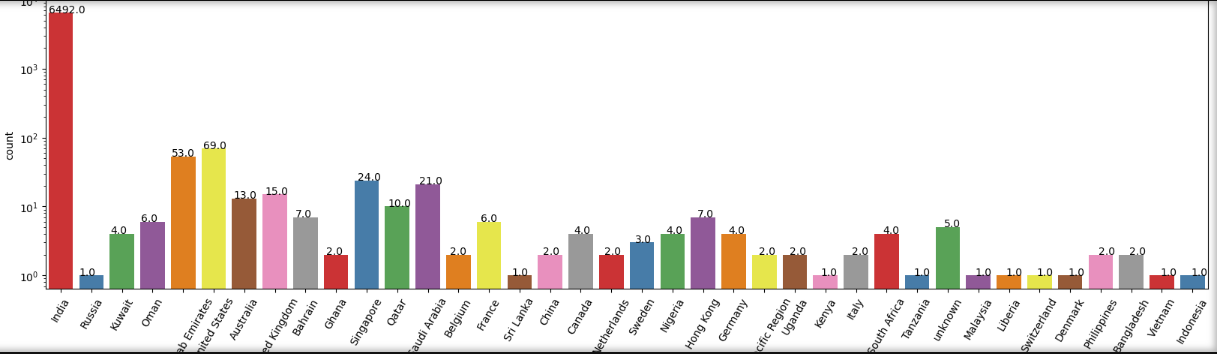 10⁴
6492.0
10³
10²
10¹
10⁰
count
1.0
4.0
6.0
53.0
69.0
13.0
15.0
7.0
2.0
24.0
10.0
21.0
2.0
6.0
1.0
2.0
4.0
2.0
3.0
4.0
7.0
4.0
2.0
2.0
1.0
2.0
4.0
1.0
5.0
1.0
1.0
1.0
1.0
2.0
2.0
1.0
1.0
India
Russia
Kuwait
Oman
ab Emirates
nited States
Australia
ed Kingdom
Bahrain
Ghana
Singapore
Qatar
audi Arabia
Belgium
France
Sri Lanka
China
Canada
Netherlands
Sweden
Nigeria
Hong Kong
Germany
cific Region
Uganda
Kenya
Italy
South Africa
Tanzania
unknown
Malaysia
Liberia
Switzerland
Denmark
Philippines
Bangladesh
Vietnam
Indonesia